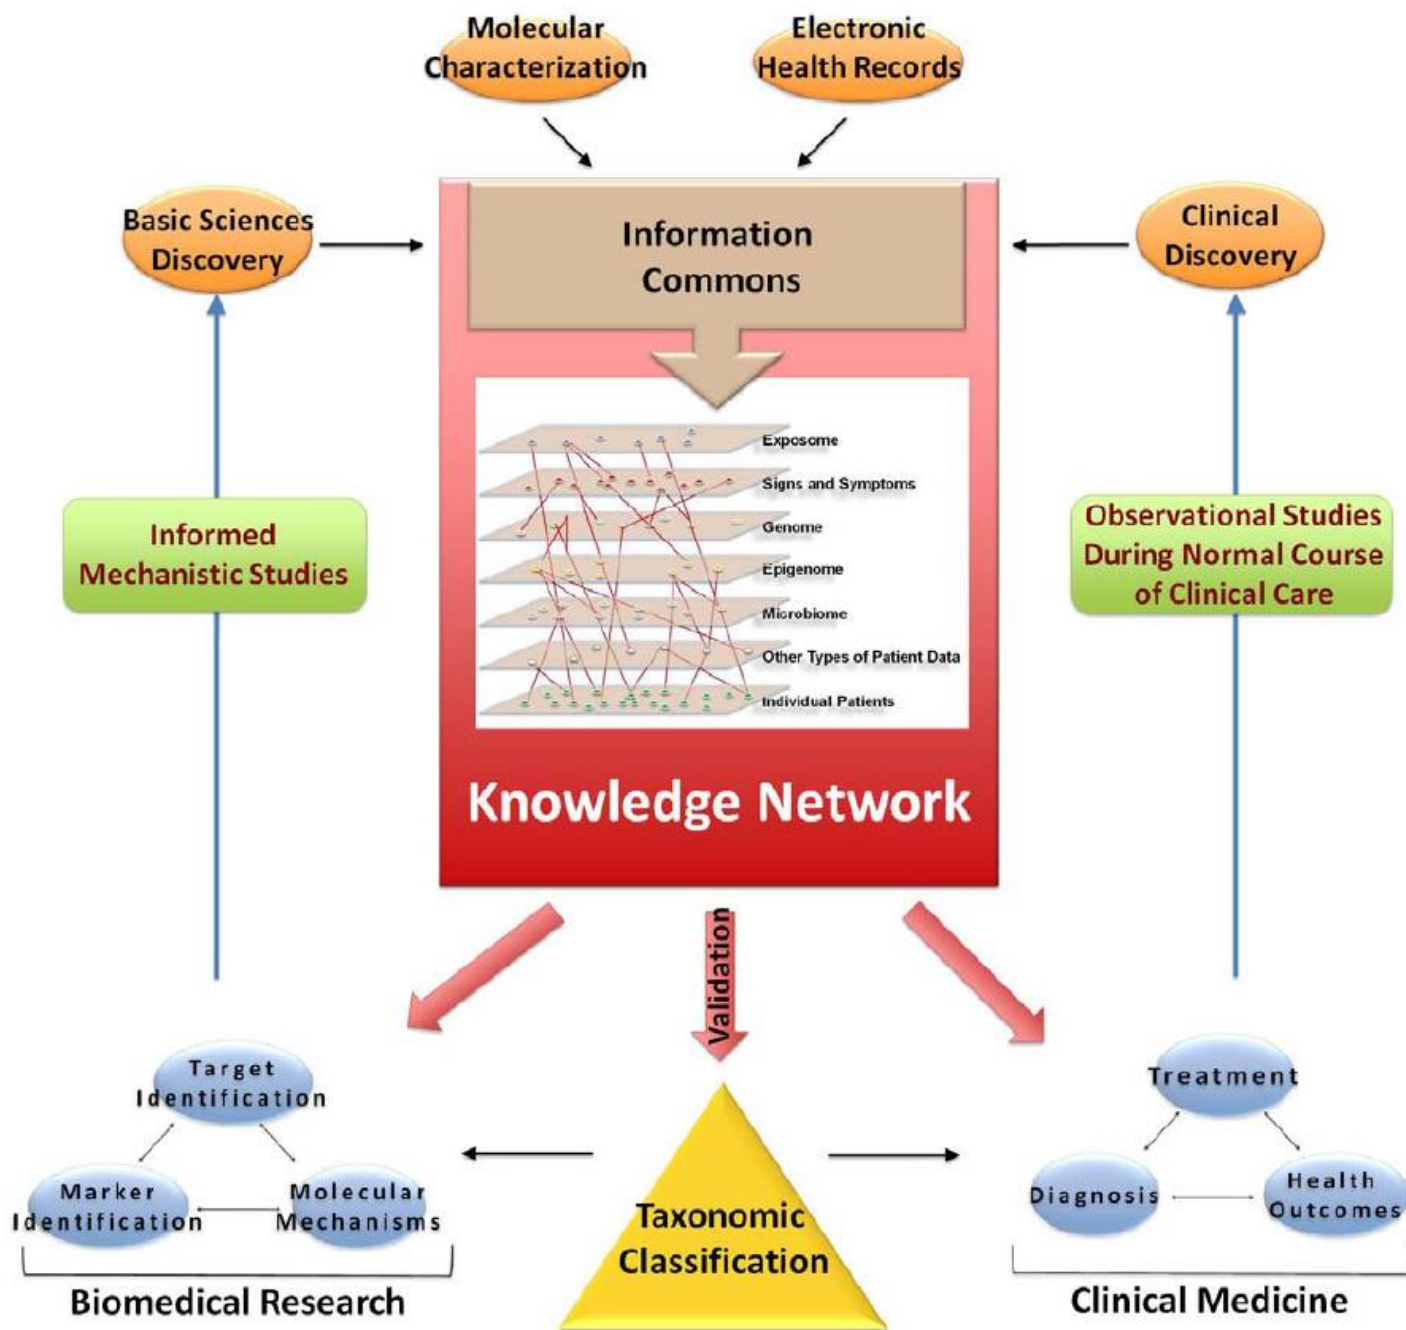 Molecular
Characterization
Electronic
Health Records
Basic Sciences
Discovery
Information
Commons
Clinical
Discovery
Exposome
Signs and Symptoms
Genome
Epigenome
Microbiome
Other Types of Patient Data
Individual Patients
Informed
Mechanistic Studies
Observational Studies
During Normal Course
of Clinical Care
Knowledge Network
Validation
Target
Identification
Marker
Identification
Molecular
Mechanisms
Biomedical Research
Taxonomic
Classification
Treatment
Diagnosis
Health
Outcomes
Clinical Medicine